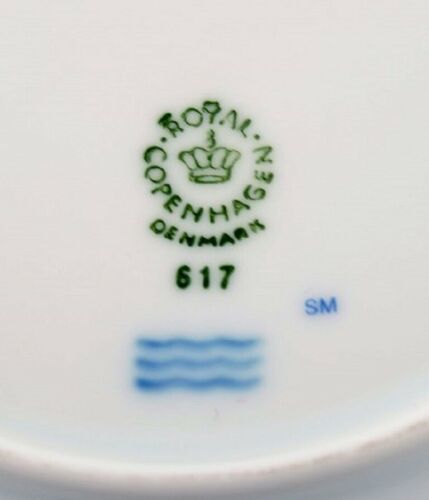 ROYAL
COPENHAGEN
DENMARK
617
SM